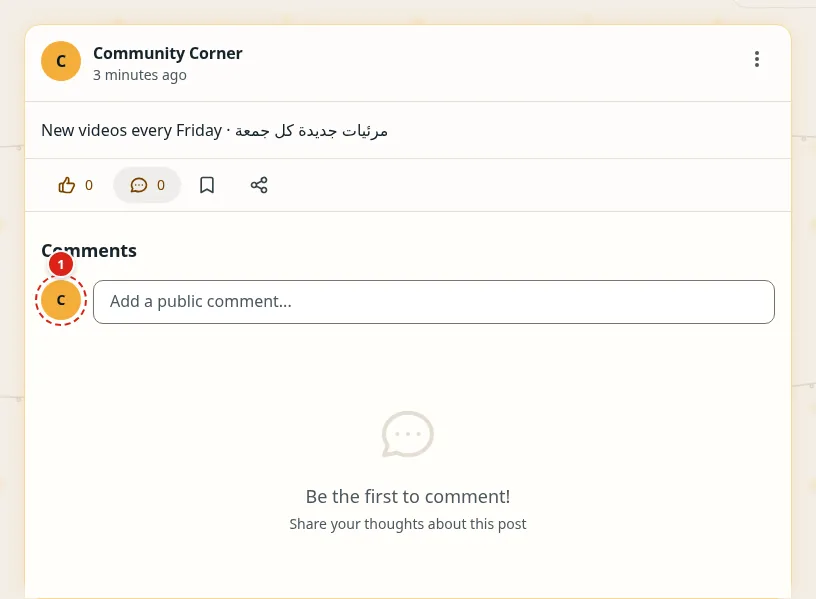 C
Community Corner
3 minutes ago
New videos every Friday · مرئيات جديدة كل جمعة
0
0
Comments
1
C
Add a public comment...
Be the first to comment!
Share your thoughts about this post